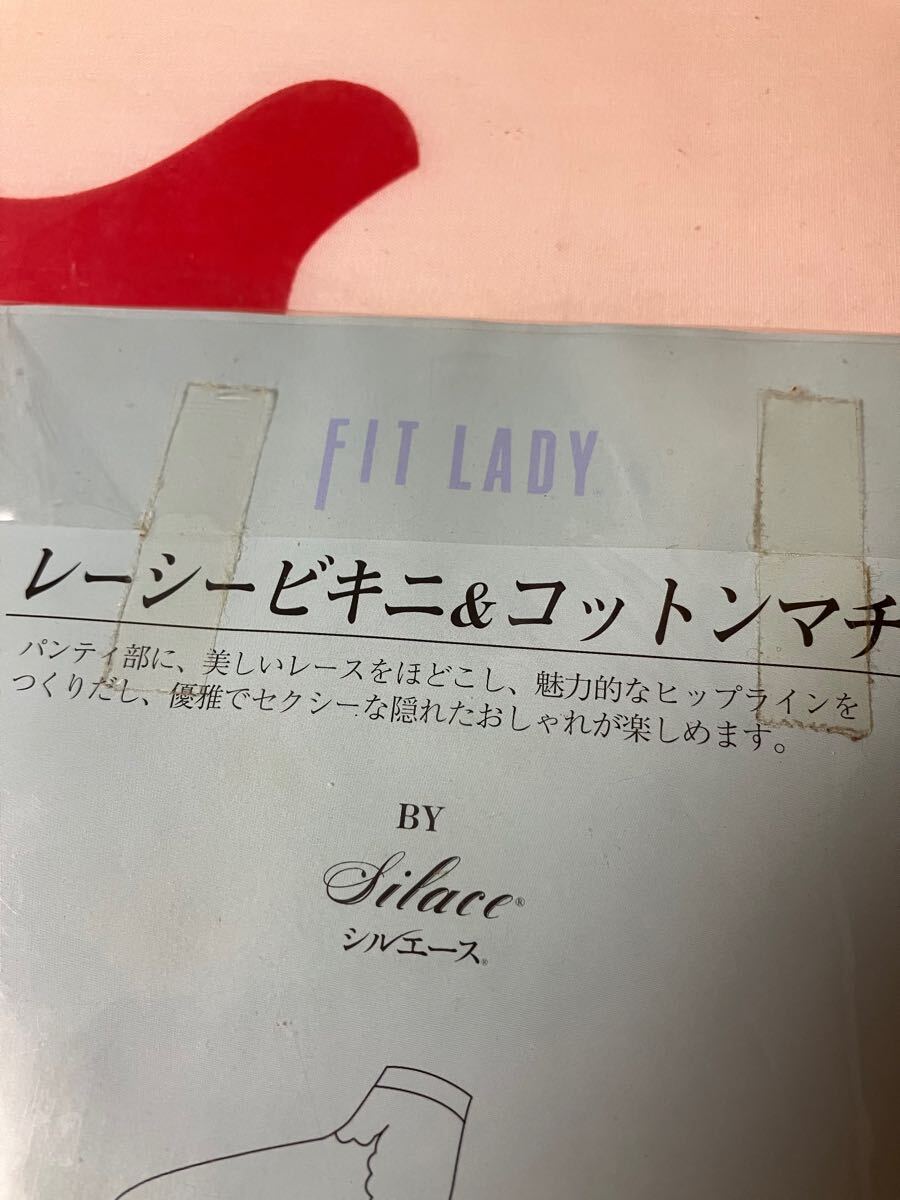 FIT LADY
レーシービキニ&コットンマチ
パンティ部に、美しいレースをほどこし、魅力的なヒップラインを
つくりだし、優雅でセクシーな隠れたおしゃれが楽しめます。
BY
Silace®
シルエース®